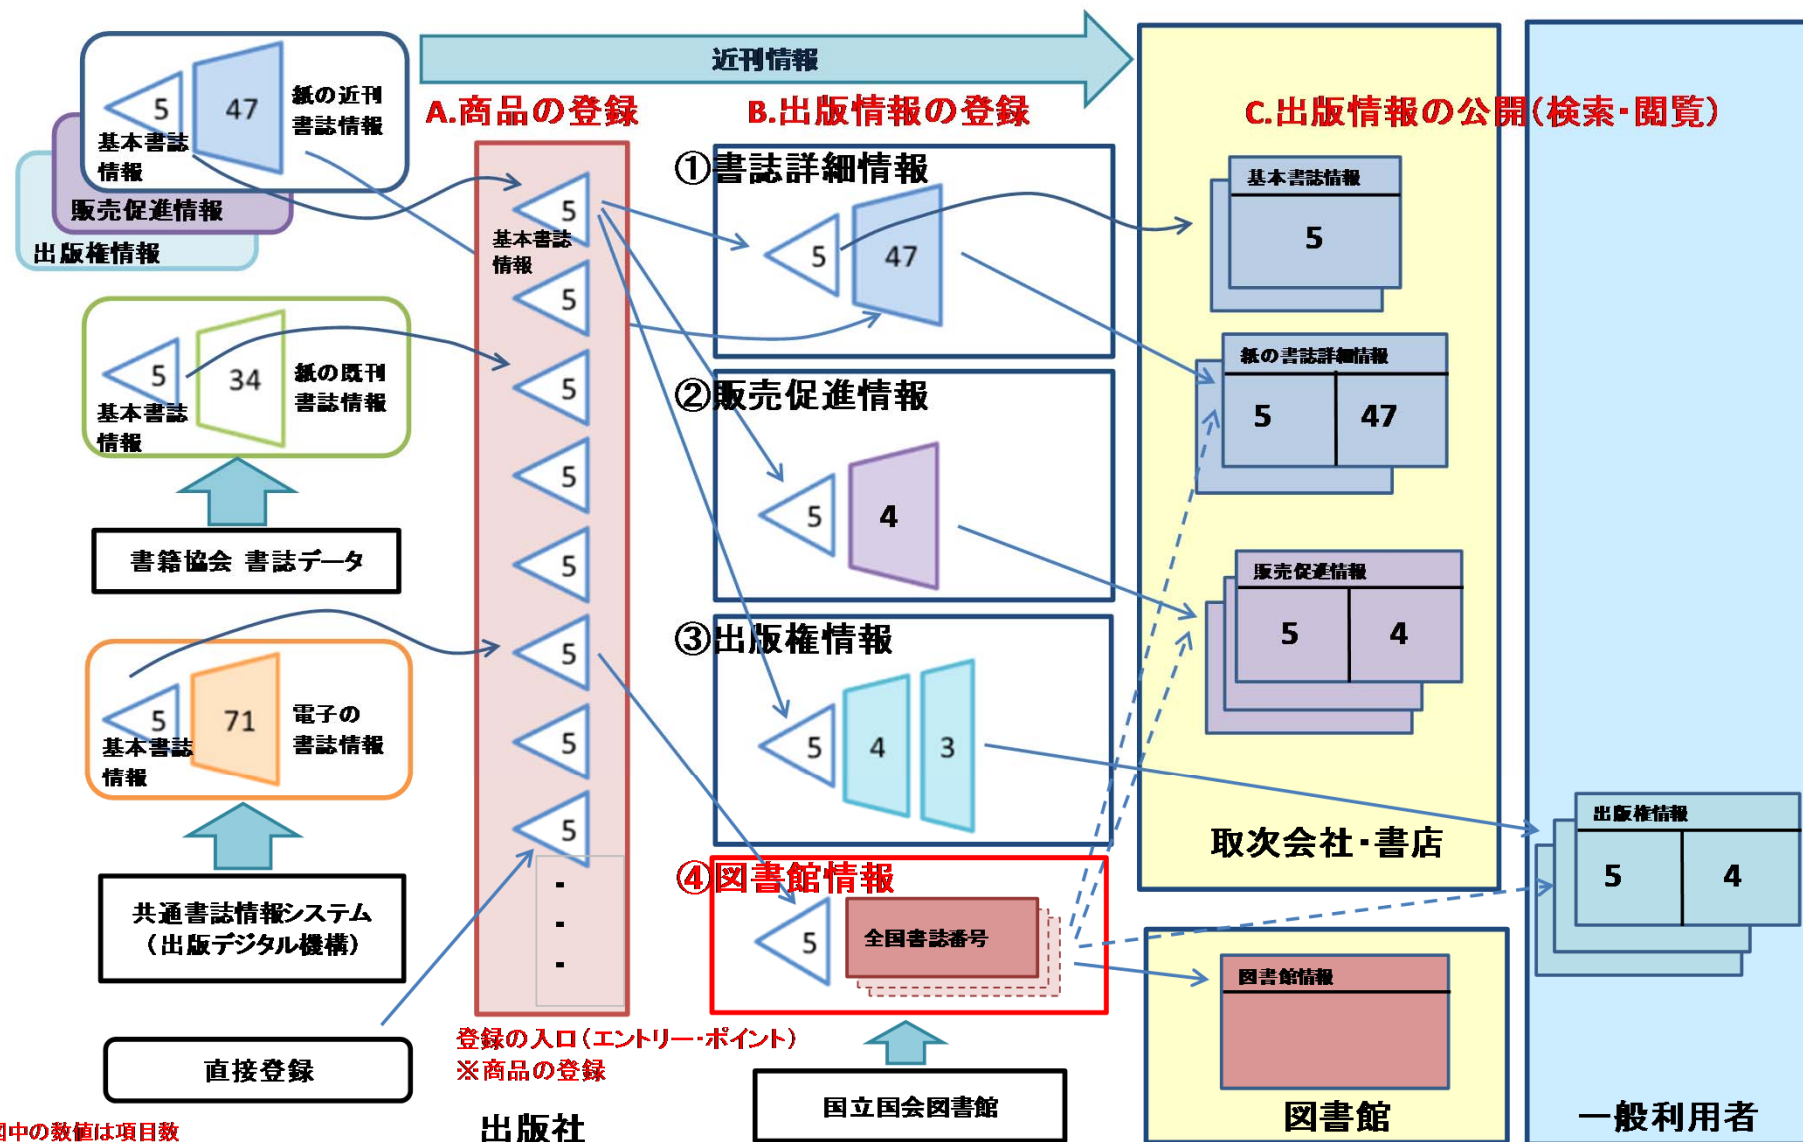 近刊情報
A.商品の登録
B.出版情報の登録
C.出版情報の公開(検索・閲覧)
5
47
紙の近刊
書誌情報
基本書誌
情報
販売促進情報
出版権情報
5
34
紙の既刊
書誌情報
基本書誌
情報
書籍協会 書誌データ
5
71
電子の
書誌情報
基本書誌
情報
共通書誌情報システム
(出版デジタル機構)
直接登録
図中の数値は項目数
5
基本書誌
情報
5
5
5
5
5
5
5
-
-
-
登録の入口(エントリー・ポイント)
※商品の登録
出版社
①書誌詳細情報
5
47
②販売促進情報
5
4
③出版権情報
5
4
3
④図書館情報
5
全国書誌番号
国立国会図書館
基本書誌情報
5
紙の書誌詳細情報
5
47
販売促進情報
5
4
取次会社・書店
図書館情報
図書館
出版権情報
5
4
一般利用者